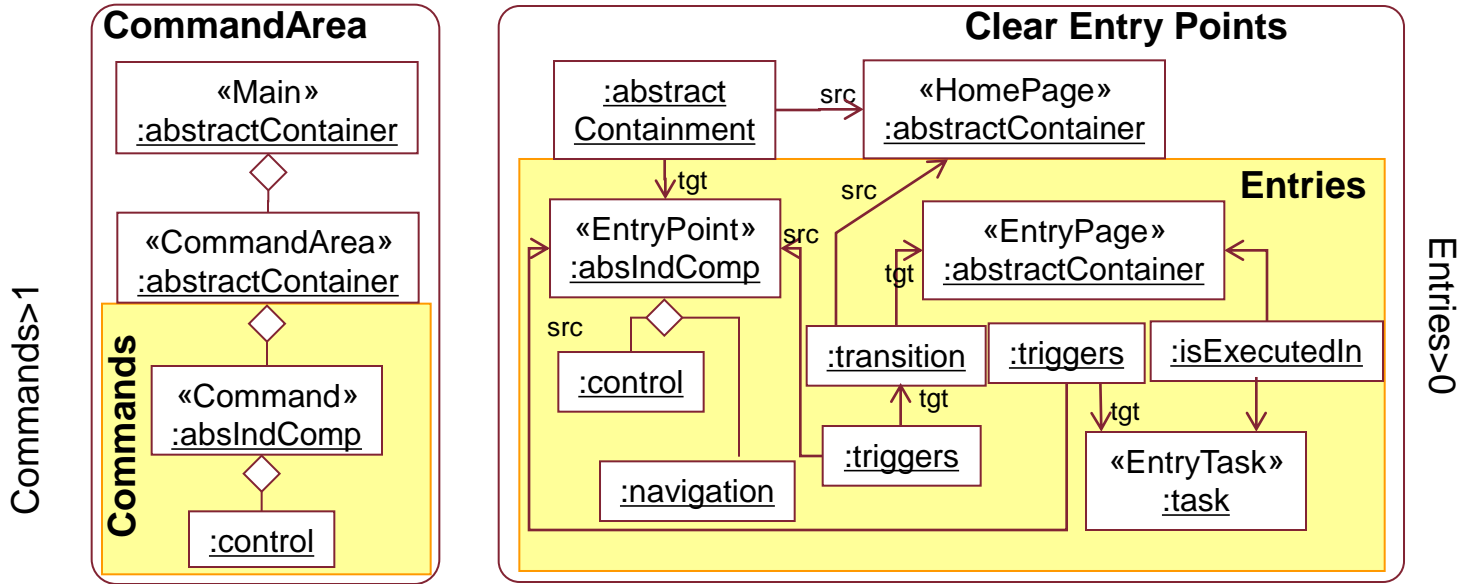 CommandArea
«Main»
:abstractContainer
«CommandArea»
:abstractContainer
Commands
«Command»
:absIndComp
:control
Commands>1
Clear Entry Points
:abstract
Containment
src
«HomePage»
:abstractContainer
tgt
src
Entries
«EntryPoint»
:absIndComp
src
«EntryPage»
:abstractContainer
tgt
src
:control
:transition
:triggers
:isExecutedIn
tgt
tgt
:navigation
:triggers
«EntryTask»
:task
Entries>0